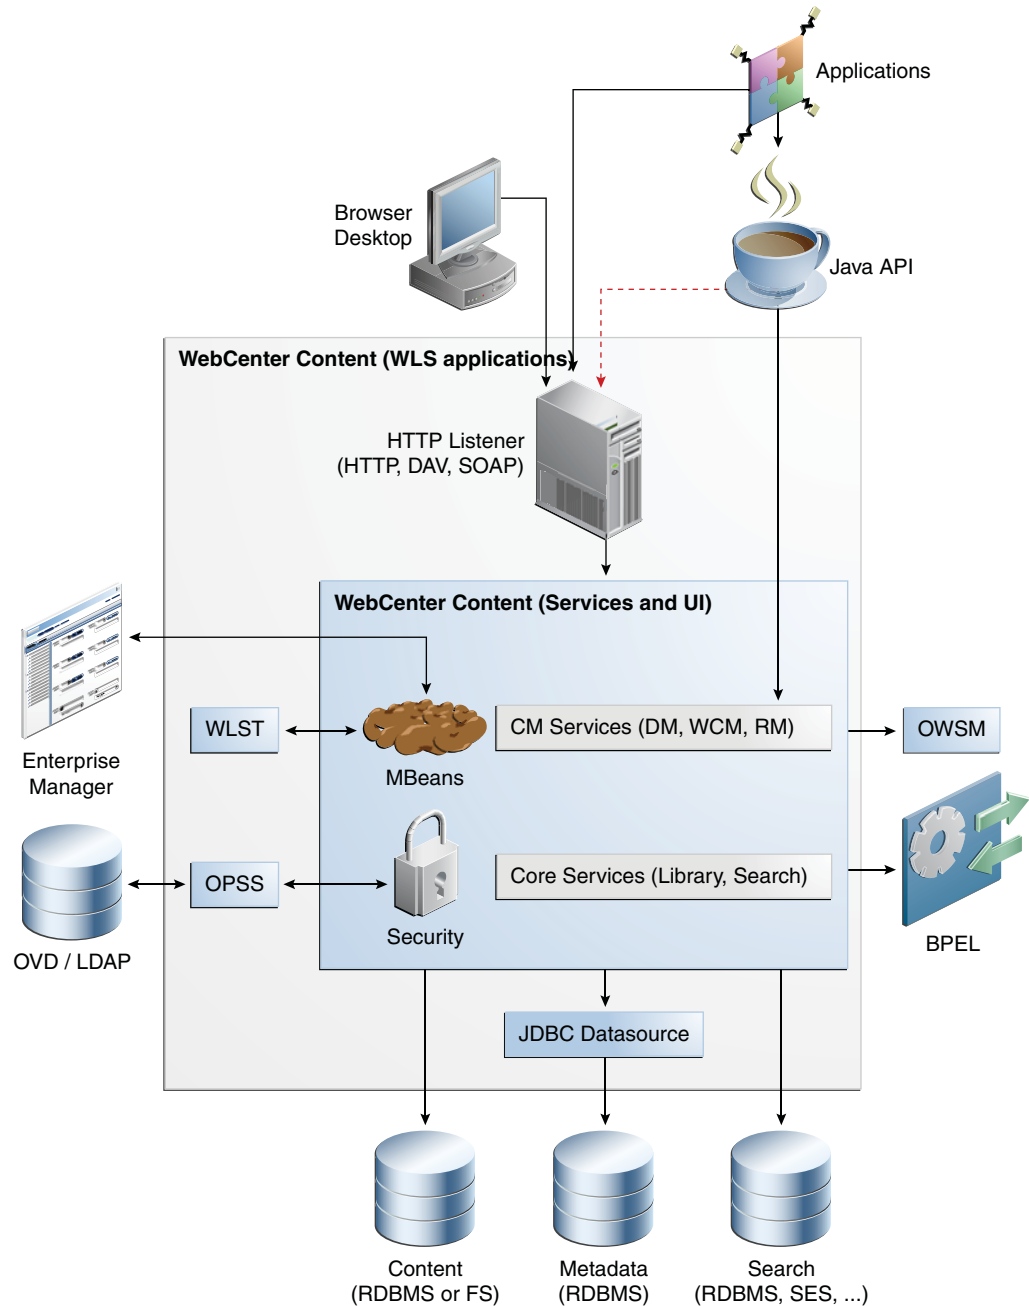 Applications
Browser
Desktop
Java API
WebCenter Content (WLS applications)
HTTP Listener
(HTTP, DAV, SOAP)
WebCenter Content (Services and UI)
WLST
CM Services (DM, WCM, RM)
OWSM
Enterprise
Manager
MBeans
OPSS
Core Services (Library, Search)
Security
BPEL
OVD / LDAP
JDBC Datasource
Content
(RDBMS or FS)
Metadata
(RDBMS)
Search
(RDBMS, SES, ...)